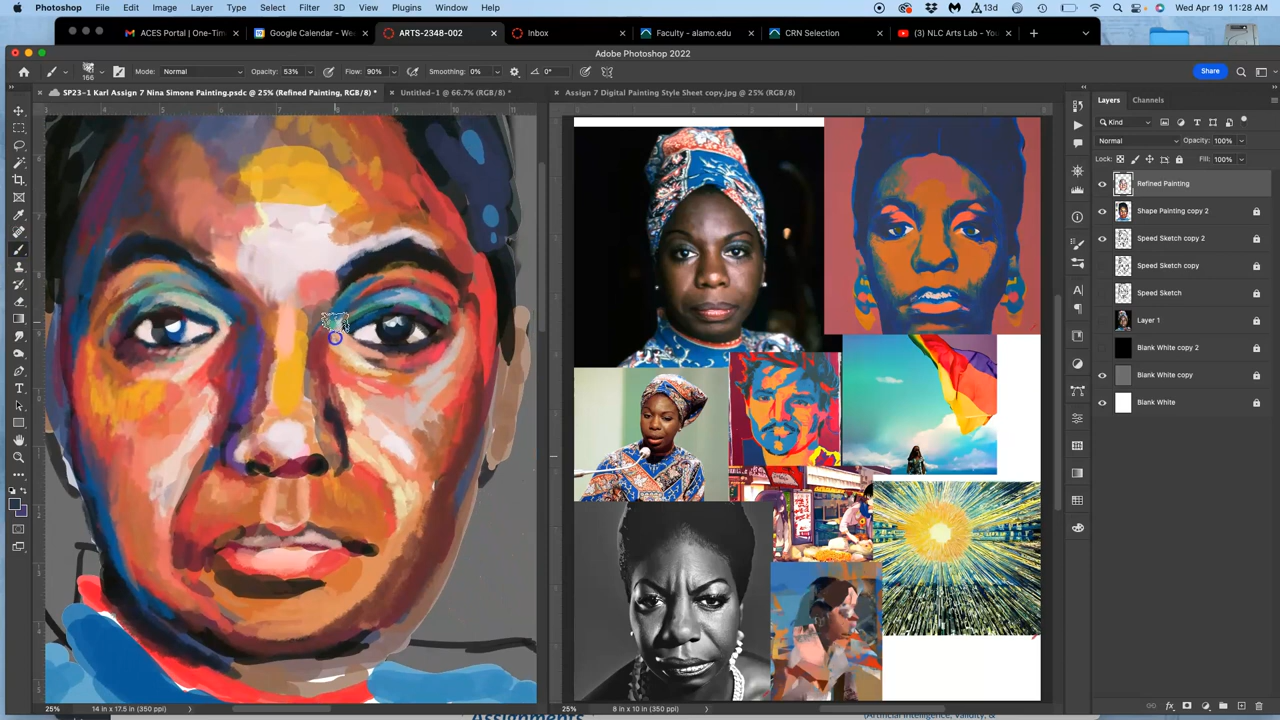 Photoshop File Edit Image Layer Type Select Filter 3D View Plugins Window Help 13d Wed Apr 19 11:28 AM
ACES Portal | One-Tim Google Calendar - We ARTS-2348-002 Inbox Faculty - alamo.edu CRN Selection (3) NLC Arts Lab - Yo
Adobe Photoshop 2022
166 Mode: Normal Opacity: 53% Flow: 90% Smoothing: 0% 0° Share
SP23-1 Karl Assign 7 Nina Simone Painting.psdc @ 25% (Refined Painting, RGB/8) * Untitled-1 @ 66.7% (RGB/8) * Assign 7 Digital Painting Style Sheet copy.jpg @ 25% (RGB/8)
Layers Channels
Kind
Normal Opacity: 100%
Lock: Fill: 100%
Refined Painting
Shape Painting copy 2
Speed Sketch copy 2
Speed Sketch copy
Speed Sketch
Layer 1
Blank White copy 2
Blank White copy
Blank White
25% 14 in x 17.5 in (350 ppi) 25% 8 in x 10 in (350 ppi)
Assignments